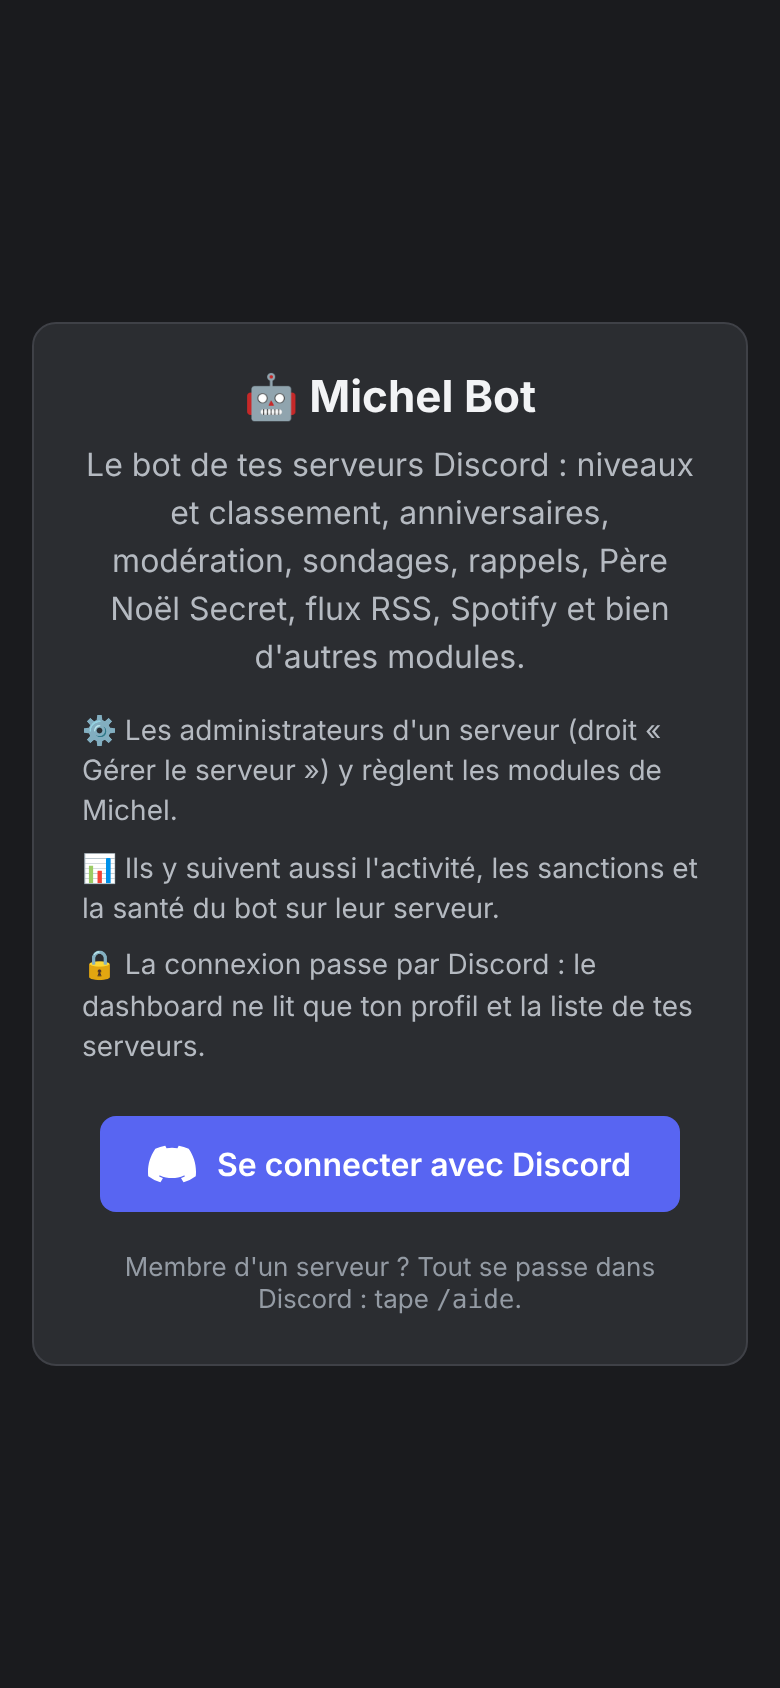 🤖 Michel Bot
Le bot de tes serveurs Discord : niveaux
et classement, anniversaires,
modération, sondages, rappels, Père
Noël Secret, flux RSS, Spotify et bien
d'autres modules.
⚙️ Les administrateurs d'un serveur (droit «
Gérer le serveur ») y règlent les modules de
Michel.
📊 Ils y suivent aussi l'activité, les sanctions et
la santé du bot sur leur serveur.
🔒 La connexion passe par Discord : le
dashboard ne lit que ton profil et la liste de tes
serveurs.
Se connecter avec Discord
Membre d'un serveur ? Tout se passe dans
Discord : tape /aide.